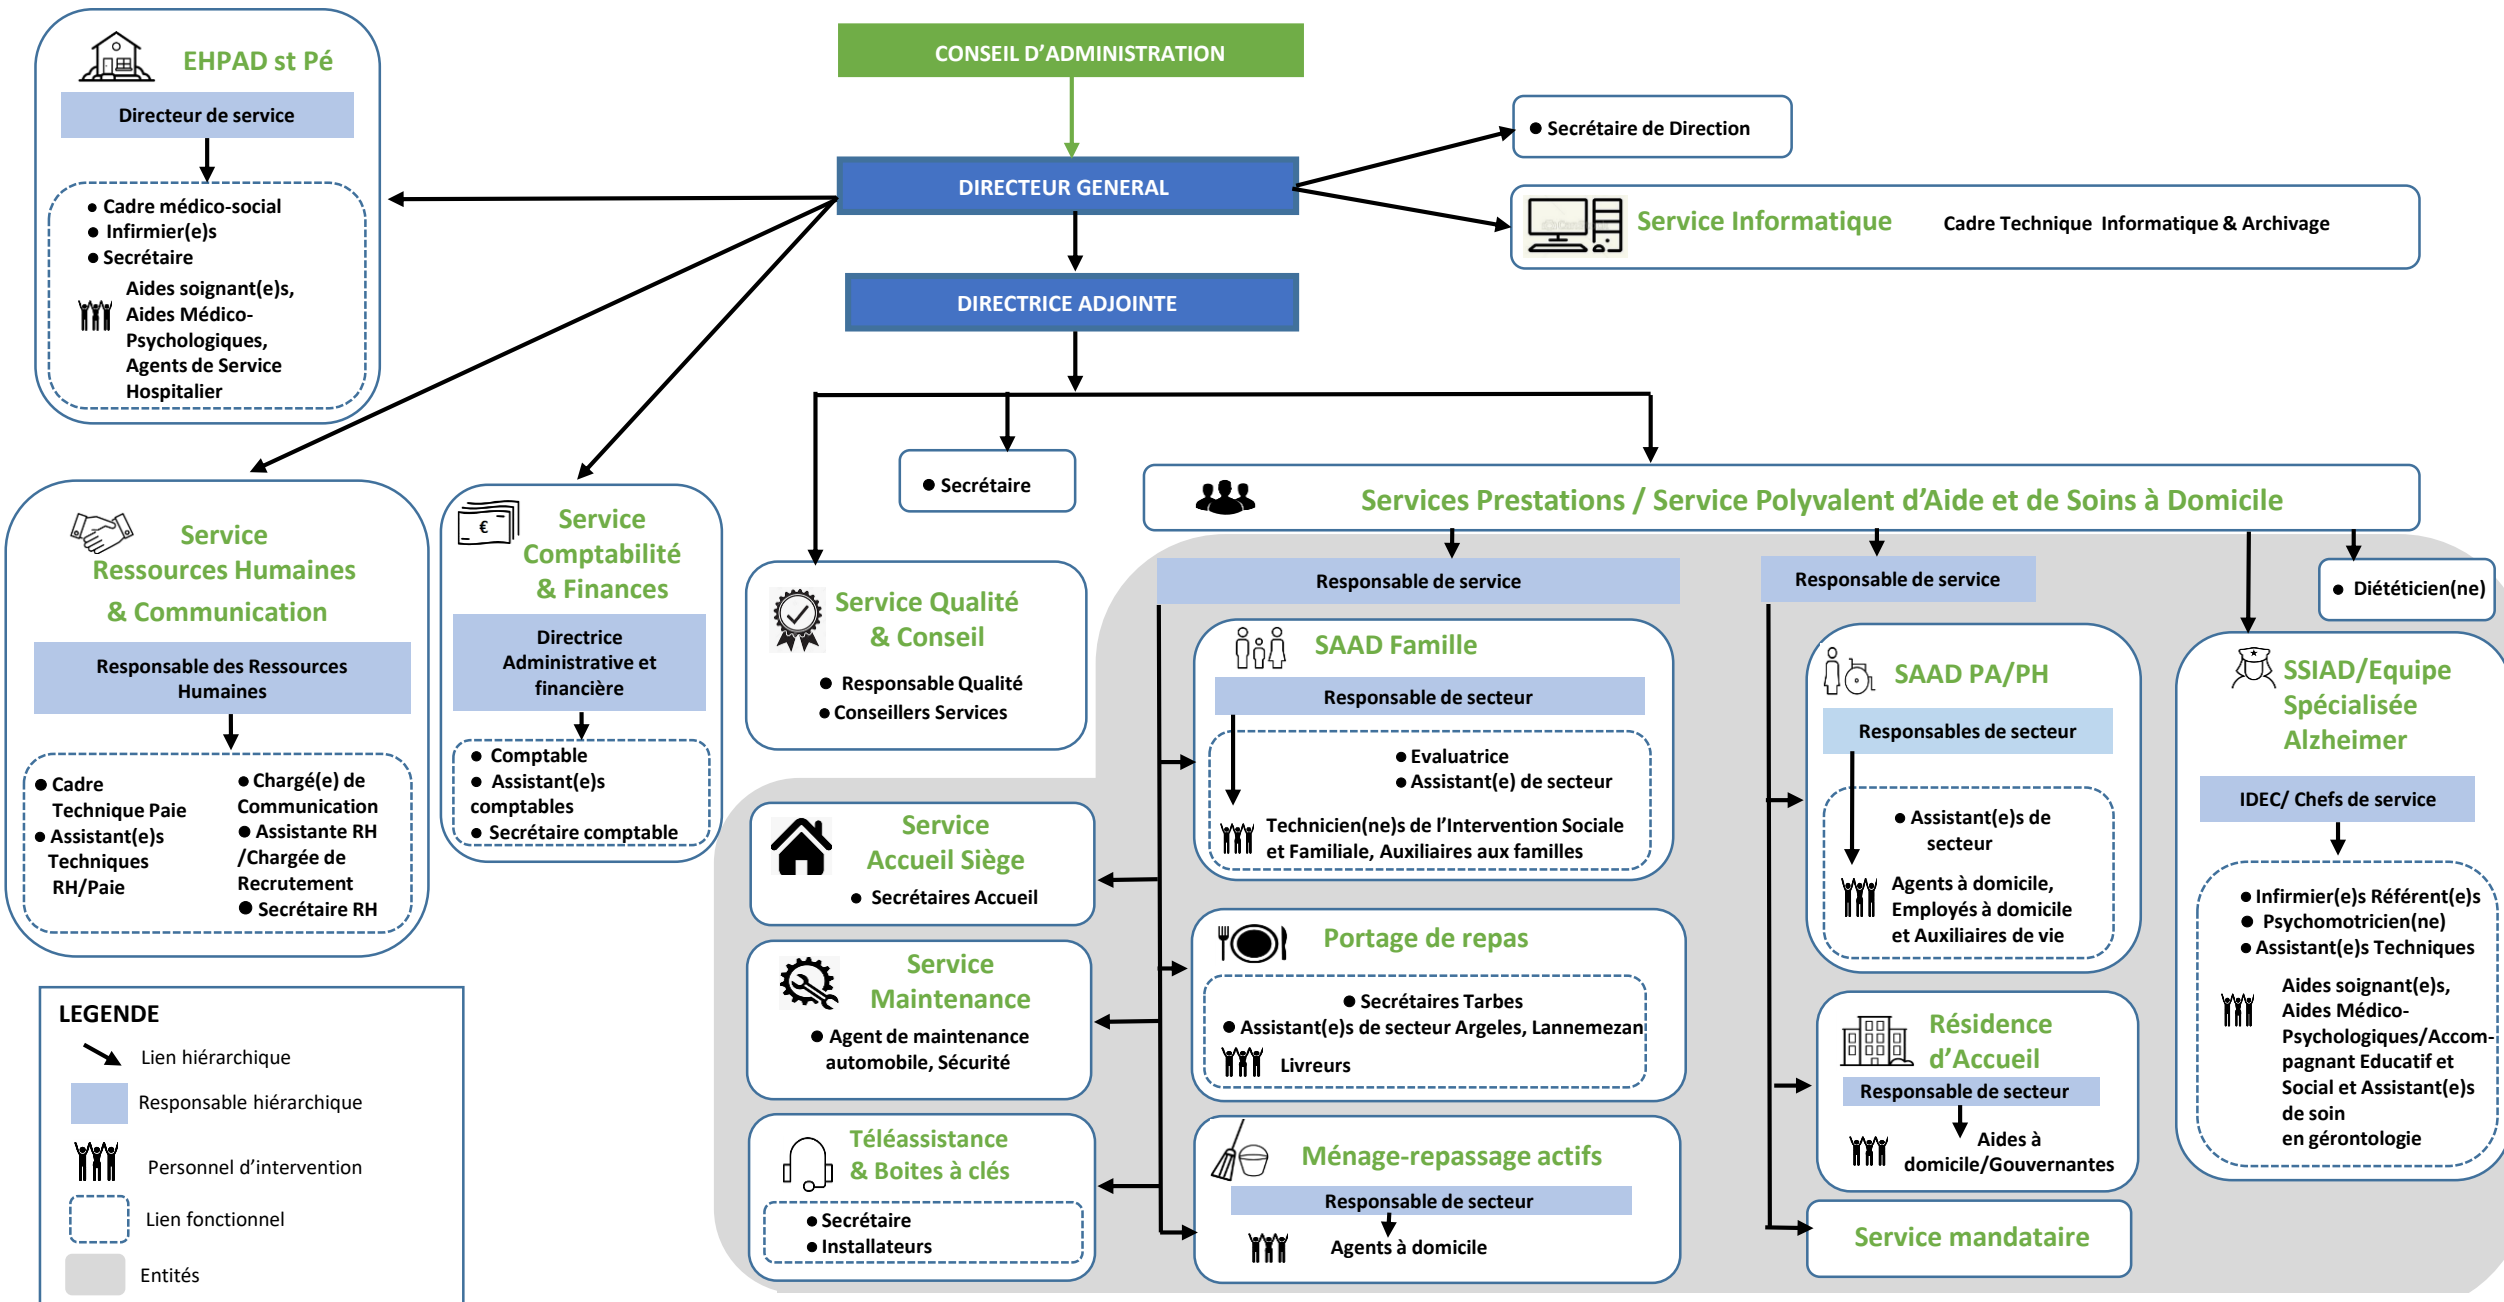 EHPAD st Pé
Directeur de service
● Cadre médico-social
● Infirmier(e)s
● Secrétaire
Aides soignant(e)s,
Aides Médico-
Psychologiques,
Agents de Service
Hospitalier
CONSEIL D’ADMINISTRATION
DIRECTEUR GENERAL
DIRECTRICE ADJOINTE
● Secrétaire de Direction
Service Informatique
Cadre Technique Informatique & Archivage
Service
Ressources Humaines
& Communication
Responsable des Ressources
Humaines
● Cadre
Technique Paie
● Assistant(e)s
Techniques
RH/Paie
● Chargé(e) de
Communication
● Assistante RH
/Chargée de
Recrutement
● Secrétaire RH
Service
Comptabilité
& Finances
Directrice
Administrative et
financière
● Comptable
● Assistant(e)s
comptables
● Secrétaire comptable
● Secrétaire
Service Qualité
& Conseil
● Responsable Qualité
● Conseillers Services
Services Prestations / Service Polyvalent d’Aide et de Soins à Domicile
Responsable de service
Service
Accueil Siège
● Secrétaires Accueil
Service
Maintenance
● Agent de maintenance
automobile, Sécurité
Téléassistance
& Boites à clés
● Secrétaire
● Installateurs
SAAD Famille
Responsable de secteur
● Evaluatrice
● Assistant(e) de secteur
Technicien(ne)s de l’Intervention Sociale
et Familiale, Auxiliaires aux familles
Portage de repas
● Secrétaires Tarbes
● Assistant(e)s de secteur Argeles, Lannemezan
Livreurs
Ménage-repassage actifs
Responsable de secteur
Agents à domicile
Responsable de service
SAAD PA/PH
Responsables de secteur
● Assistant(e)s de
secteur
Agents à domicile,
Employés à domicile
et Auxiliaires de vie
Résidence
d’Accueil
Responsable de secteur
Aides à
domicile/Gouvernantes
Service mandataire
● Diététicien(ne)
SSIAD/Equipe
Spécialisée
Alzheimer
IDEC/ Chefs de service
● Infirmier(e)s Référent(e)s
● Psychomotricien(ne)
● Assistant(e)s Techniques
Aides soignant(e)s,
Aides Médico-
Psychologiques/Accom-
pagnant Educatif et
Social et Assistant(e)s
de soin
en gérontologie
LEGENDE
Lien hiérarchique
Responsable hiérarchique
Personnel d’intervention
Lien fonctionnel
Entités